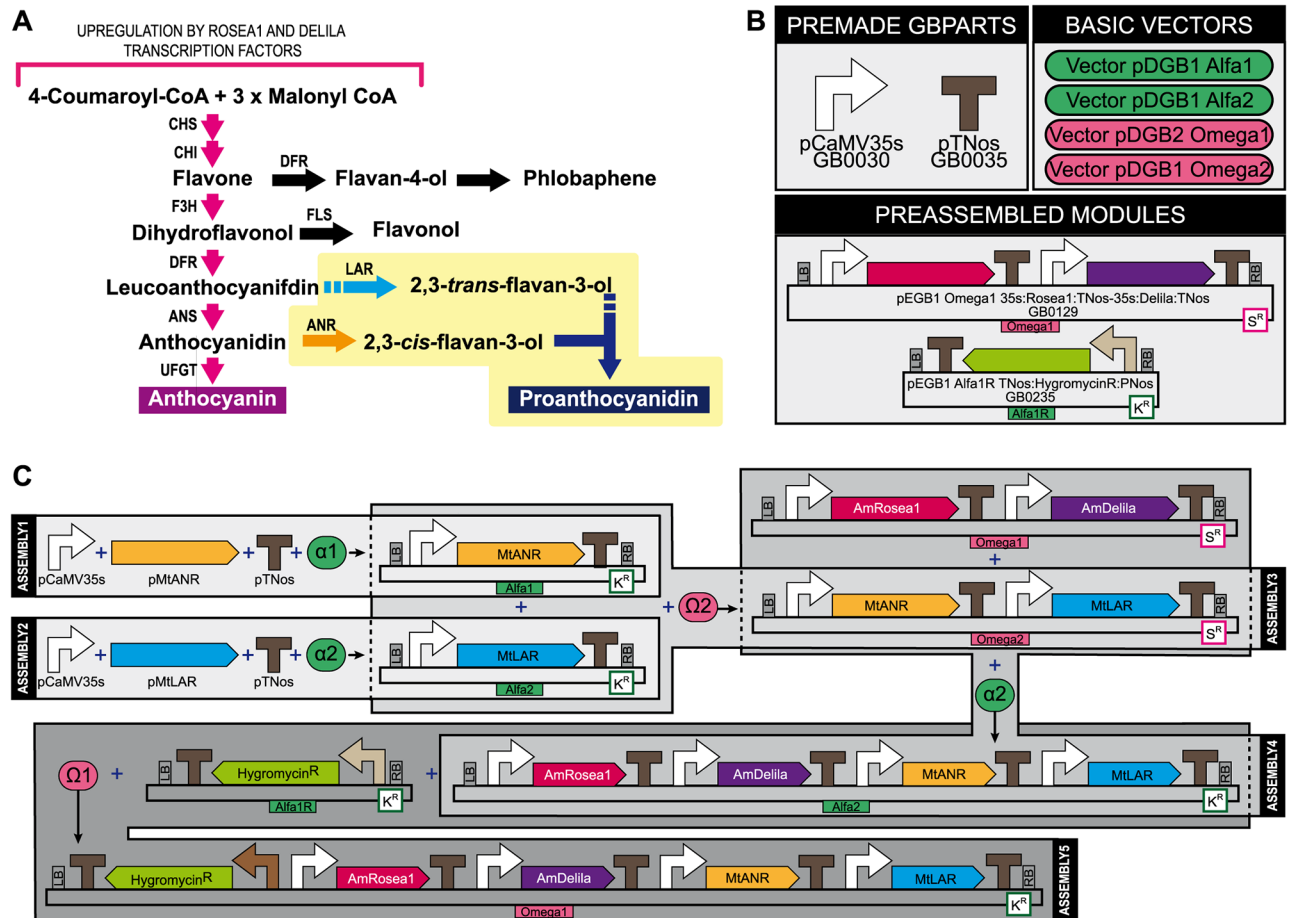 A
UPREGULATION BY ROSEA1 AND DELILA
TRANSCRIPTION FACTORS
4-Coumaroyl-CoA + 3 x Malonyl CoA
CHS
CHI
DFR
Flavone
Flavan-4-ol
Phlobaphene
F3H
FLS
Dihydroflavonol
Flavonol
DFR
LAR
Leucoanthocyanifdin
2,3-trans-flavan-3-ol
ANS
ANR
Anthocyanidin
2,3-cis-flavan-3-ol
UFGT
Anthocyanin
Proanthocyanidin
B
PREMADE GBPARTS
pCaMV35s
GB0030
pTNos
GB0035
BASIC VECTORS
Vector pDGB1 Alfa1
Vector pDGB1 Alfa2
Vector pDGB2 Omega1
Vector pDGB1 Omega2
PREASSEMBLED MODULES
LB
RB
pEGB1 Omega1 35s:Rosea1:TNos-35s:Delila:TNos
GB0129
Omega1
SR
LB
RB
pEGB1 Alfa1R TNos:HygromycinR:PNos
GB0235
Alfa1R
KR
C
ASSEMBLY1
+
+
+
α1
pCaMV35s
pMtANR
pTNos
LB
MtANR
RB
Alfa1
KR
+
ASSEMBLY2
+
+
+
α2
pCaMV35s
pMtLAR
pTNos
LB
MtLAR
RB
Alfa2
KR
+
Ω2
LB
AmRosea1
AmDelila
RB
Omega1
SR
+
ASSEMBLY3
LB
MtANR
MtLAR
RB
Omega2
SR
+
α2
ASSEMBLY4
Ω1
+
LB
HygromycinR
RB
Alfa1R
KR
+
LB
AmRosea1
AmDelila
MtANR
MtLAR
RB
Alfa2
KR
ASSEMBLY5
LB
HygromycinR
AmRosea1
AmDelila
MtANR
MtLAR
RB
Omega1
KR